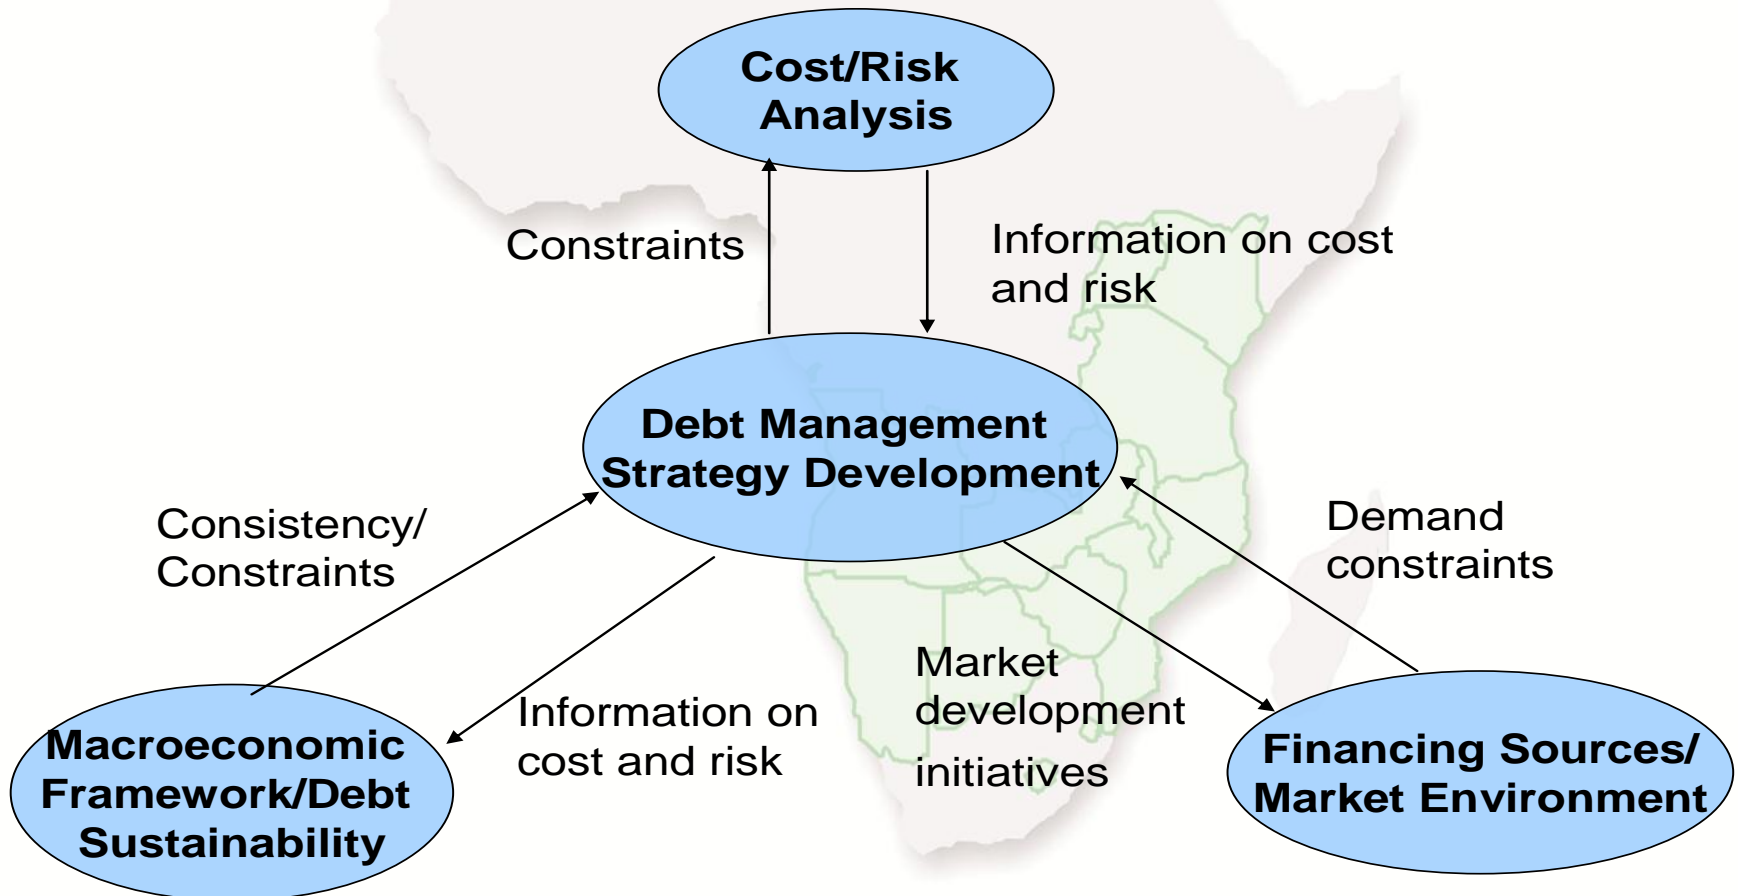 Cost/Risk
Analysis
Constraints
Information on cost
and risk
Debt Management
Strategy Development
Consistency/
Constraints
Demand
constraints
Information on
cost and risk
Market
development
initiatives
Macroeconomic
Framework/Debt
Sustainability
Financing Sources/
Market Environment